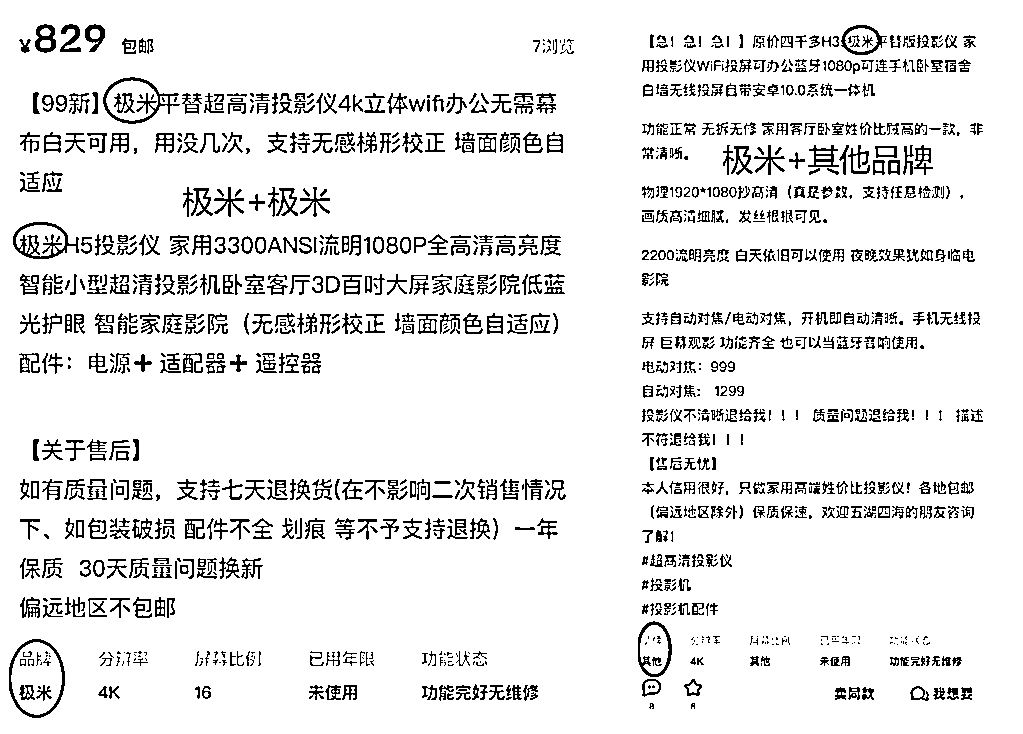 ¥829 包邮
7浏览
【99新】极米平替超高清投影仪4k立体wifi办公无需幕
布白天可用，用没几次，支持无感梯形校正 墙面颜色自
适应
极米+极米
极米H5投影仪 家用3300ANSI流明1080P全高清高亮度
智能小型超清投影机卧室客厅3D百吋大屏家庭影院低蓝
光护眼 智能家庭影院（无感梯形校正 墙面颜色自适应）
配件：电源➕ 适配器➕ 遥控器
【关于售后】
如有质量问题，支持七天退换货(在不影响二次销售情况
下、如包装破损 配件不全 划痕 等不予支持退换）一年
保质 30天质量问题换新
偏远地区不包邮
品牌 分辨率 屏幕比例 已用年限 功能状态
极米 4K 16 未使用 功能完好无维修
【急！急！急！】原价四千多H3S极米平替版投影仪 家
用投影仪WiFi投屏可办公蓝牙1080p可连手机卧室宿舍
白墙无线投屏自带安卓10.0系统一体机
功能正常 无拆无修 家用客厅卧室性价比贼高的一款，非
常清晰。
极米+其他品牌
物理1920*1080抄高清（真是参数，支持任意检测），
画质高清细腻，发丝根根可见。
2200流明亮度 白天依旧可以使用 夜晚效果犹如身临电
影院
支持自动对焦/电动对焦，开机即自动清晰。手机无线投
屏 巨幕观影 功能齐全 也可以当蓝牙音响使用。
电动对焦：999
自动对焦： 1299
投影仪不清晰退给我！！！ 质量问题退给我！！！ 描述
不符退给我！！！
【售后无忧】
本人信用很好，只做家用高端性价比投影仪！各地包邮
（偏远地区除外）保质保速，欢迎五湖四海的朋友咨询
了解！
#超高清投影仪
#投影机
#投影机配件
品牌 分辨率 屏幕比例 已用年限 功能状态
其他 4K 其他 未使用 功能完好无维修
卖同款 我想要